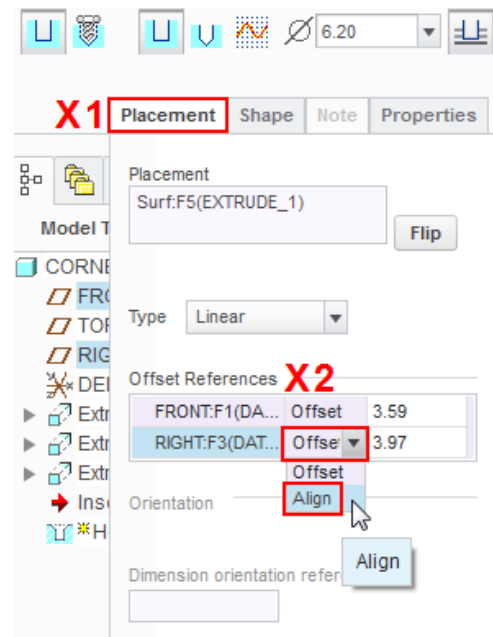 6.20
X1 Placement Shape Note Properties
Placement
Surf:F5(EXTRUDE_1)
Flip
Model T
CORNE
FRO
TOF
Type Linear
RIG
DEI
Offset References X2
FRONT:F1(DA... Offset 3.59
Extr
RIGHT:F3(DAT... Offse 3.97
Extr
Offset
Extr
Align
Inse
Orientation
*H
Align
Dimension orientation refer